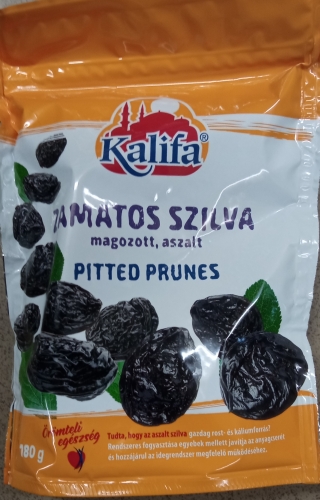 Kalifa®
ZAMATOS SZILVA
magozott, aszalt
PITTED PRUNES
Örömteli
egészség
180 g
Tudta, hogy az aszalt szilva gazdag rost- és káliumforrás?
Rendszeres fogyasztása egyebek mellett javítja az anyagcserét
és hozzájárul az idegrendszer megfelelő működéséhez.